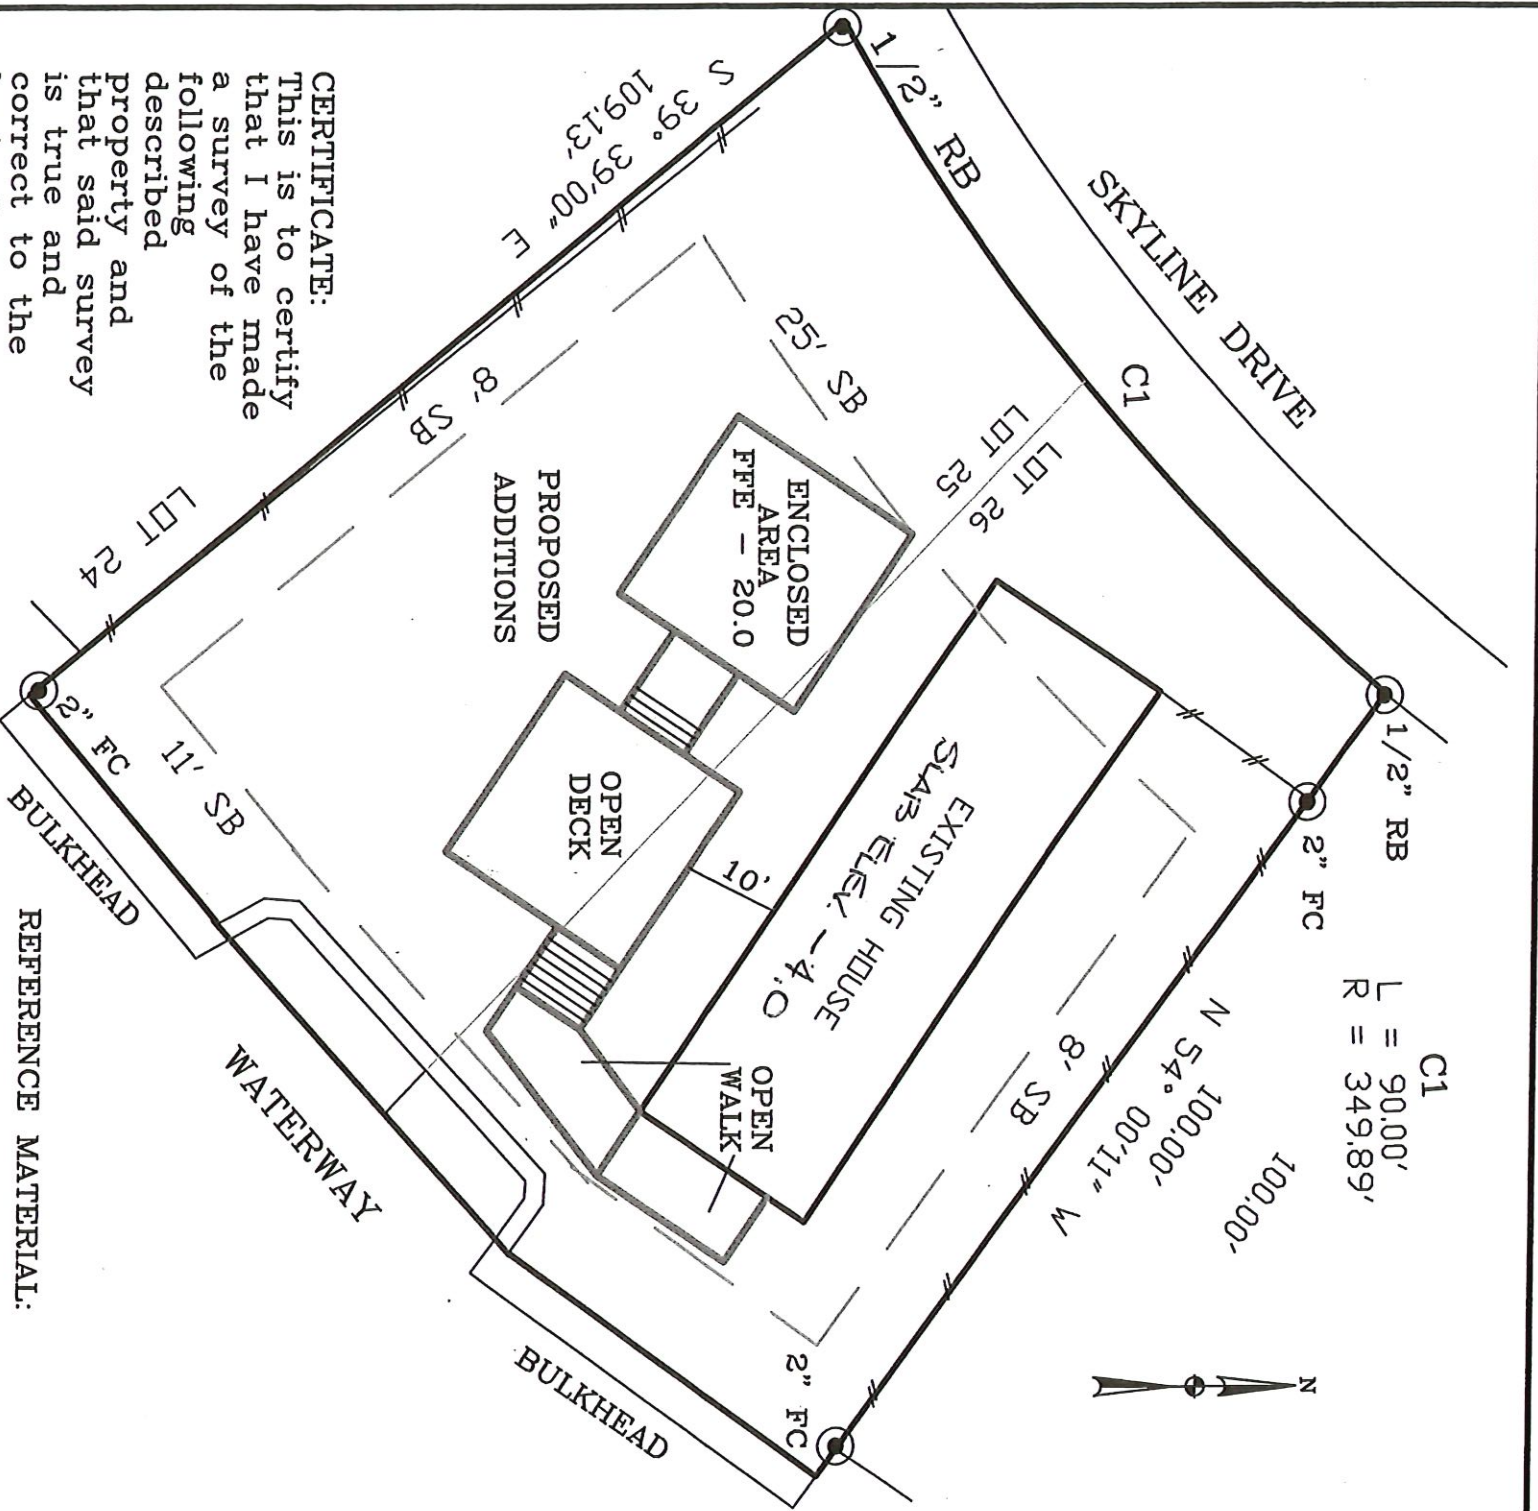 SKYLINE DRIVE
1/2" RB
C1
1/2" RB
2" FC
C1
L = 90.00'
R = 349.89'
S 39° 39'00" E
109.13'
LOT 26
LOT 25
25' SB
8' SB
ENCLOSED
AREA
FFE - 20.0
PROPOSED
ADDITIONS
EXISTING HOUSE
SLAB ELEV. - 4.0
10'
OPEN
DECK
OPEN
WALK
8' SB
N 54° 00'11" W
100.00'
100.00'
N
LOT 24
2" FC
11' SB
BULKHEAD
WATERWAY
BULKHEAD
2" FC
CERTIFICATE:
This is to certify
that I have made
a survey of the
following
described
property and
that said survey
is true and
correct to the
REFERENCE MATERIAL: